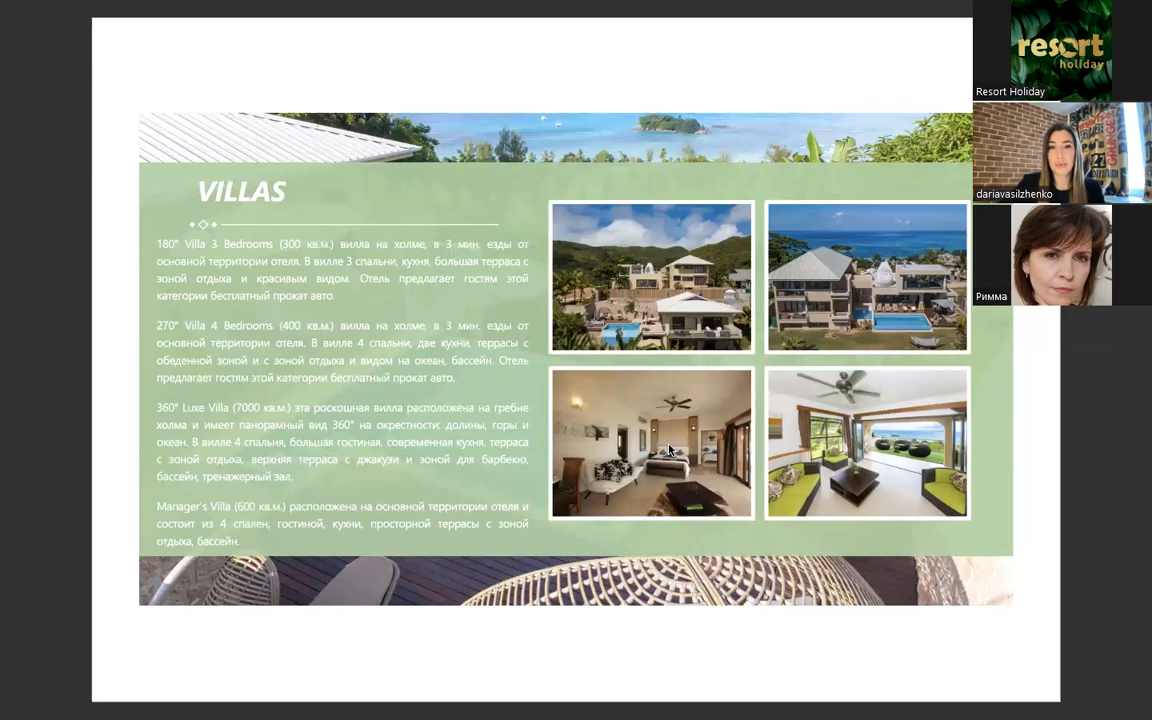 resort
holiday
Resort Holiday
dariavasilzhenko
Римма
VILLAS
180° Villa 3 Bedrooms (300 кв.м.) вилла на холме, в 3 мин. езды от
основной территории отеля. В вилле 3 спальни, кухня, большая терраса с
зоной отдыха и красивым видом. Отель предлагает гостям этой
категории бесплатный прокат авто.
270° Villa 4 Bedrooms (400 кв.м.) вилла на холме, в 3 мин. езды от
основной территории отеля. В вилле 4 спальни, две кухни, террасы с
обеденной зоной и с зоной отдыха и видом на океан, бассейн. Отель
предлагает гостям этой категории бесплатный прокат авто.
360° Luxe Villa (7000 кв.м.) эта роскошная вилла расположена на гребне
холма и имеет панорамный вид 360° на окрестности: долины, горы и
океан. В вилле 4 спальня, большая гостиная, современная кухня, терраса
с зоной отдыха, верхняя терраса с джакузи и зоной для барбекю,
бассейн, тренажерный зал.
Manager's Villa (600 кв.м.) расположена на основной территории отеля и
состоит из 4 спален, гостиной, кухни, просторной террасы с зоной
отдыха, бассейн.